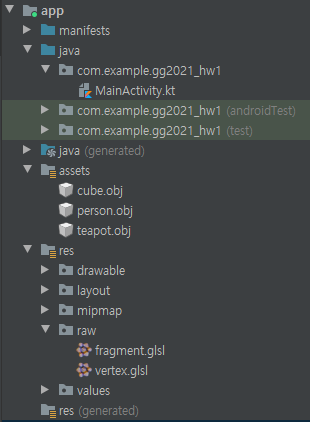 app
manifests
java
com.example.gg2021_hw1
MainActivity.kt
com.example.gg2021_hw1 (androidTest)
com.example.gg2021_hw1 (test)
java (generated)
assets
cube.obj
person.obj
teapot.obj
res
drawable
layout
mipmap
raw
fragment.glsl
vertex.glsl
values
res (generated)